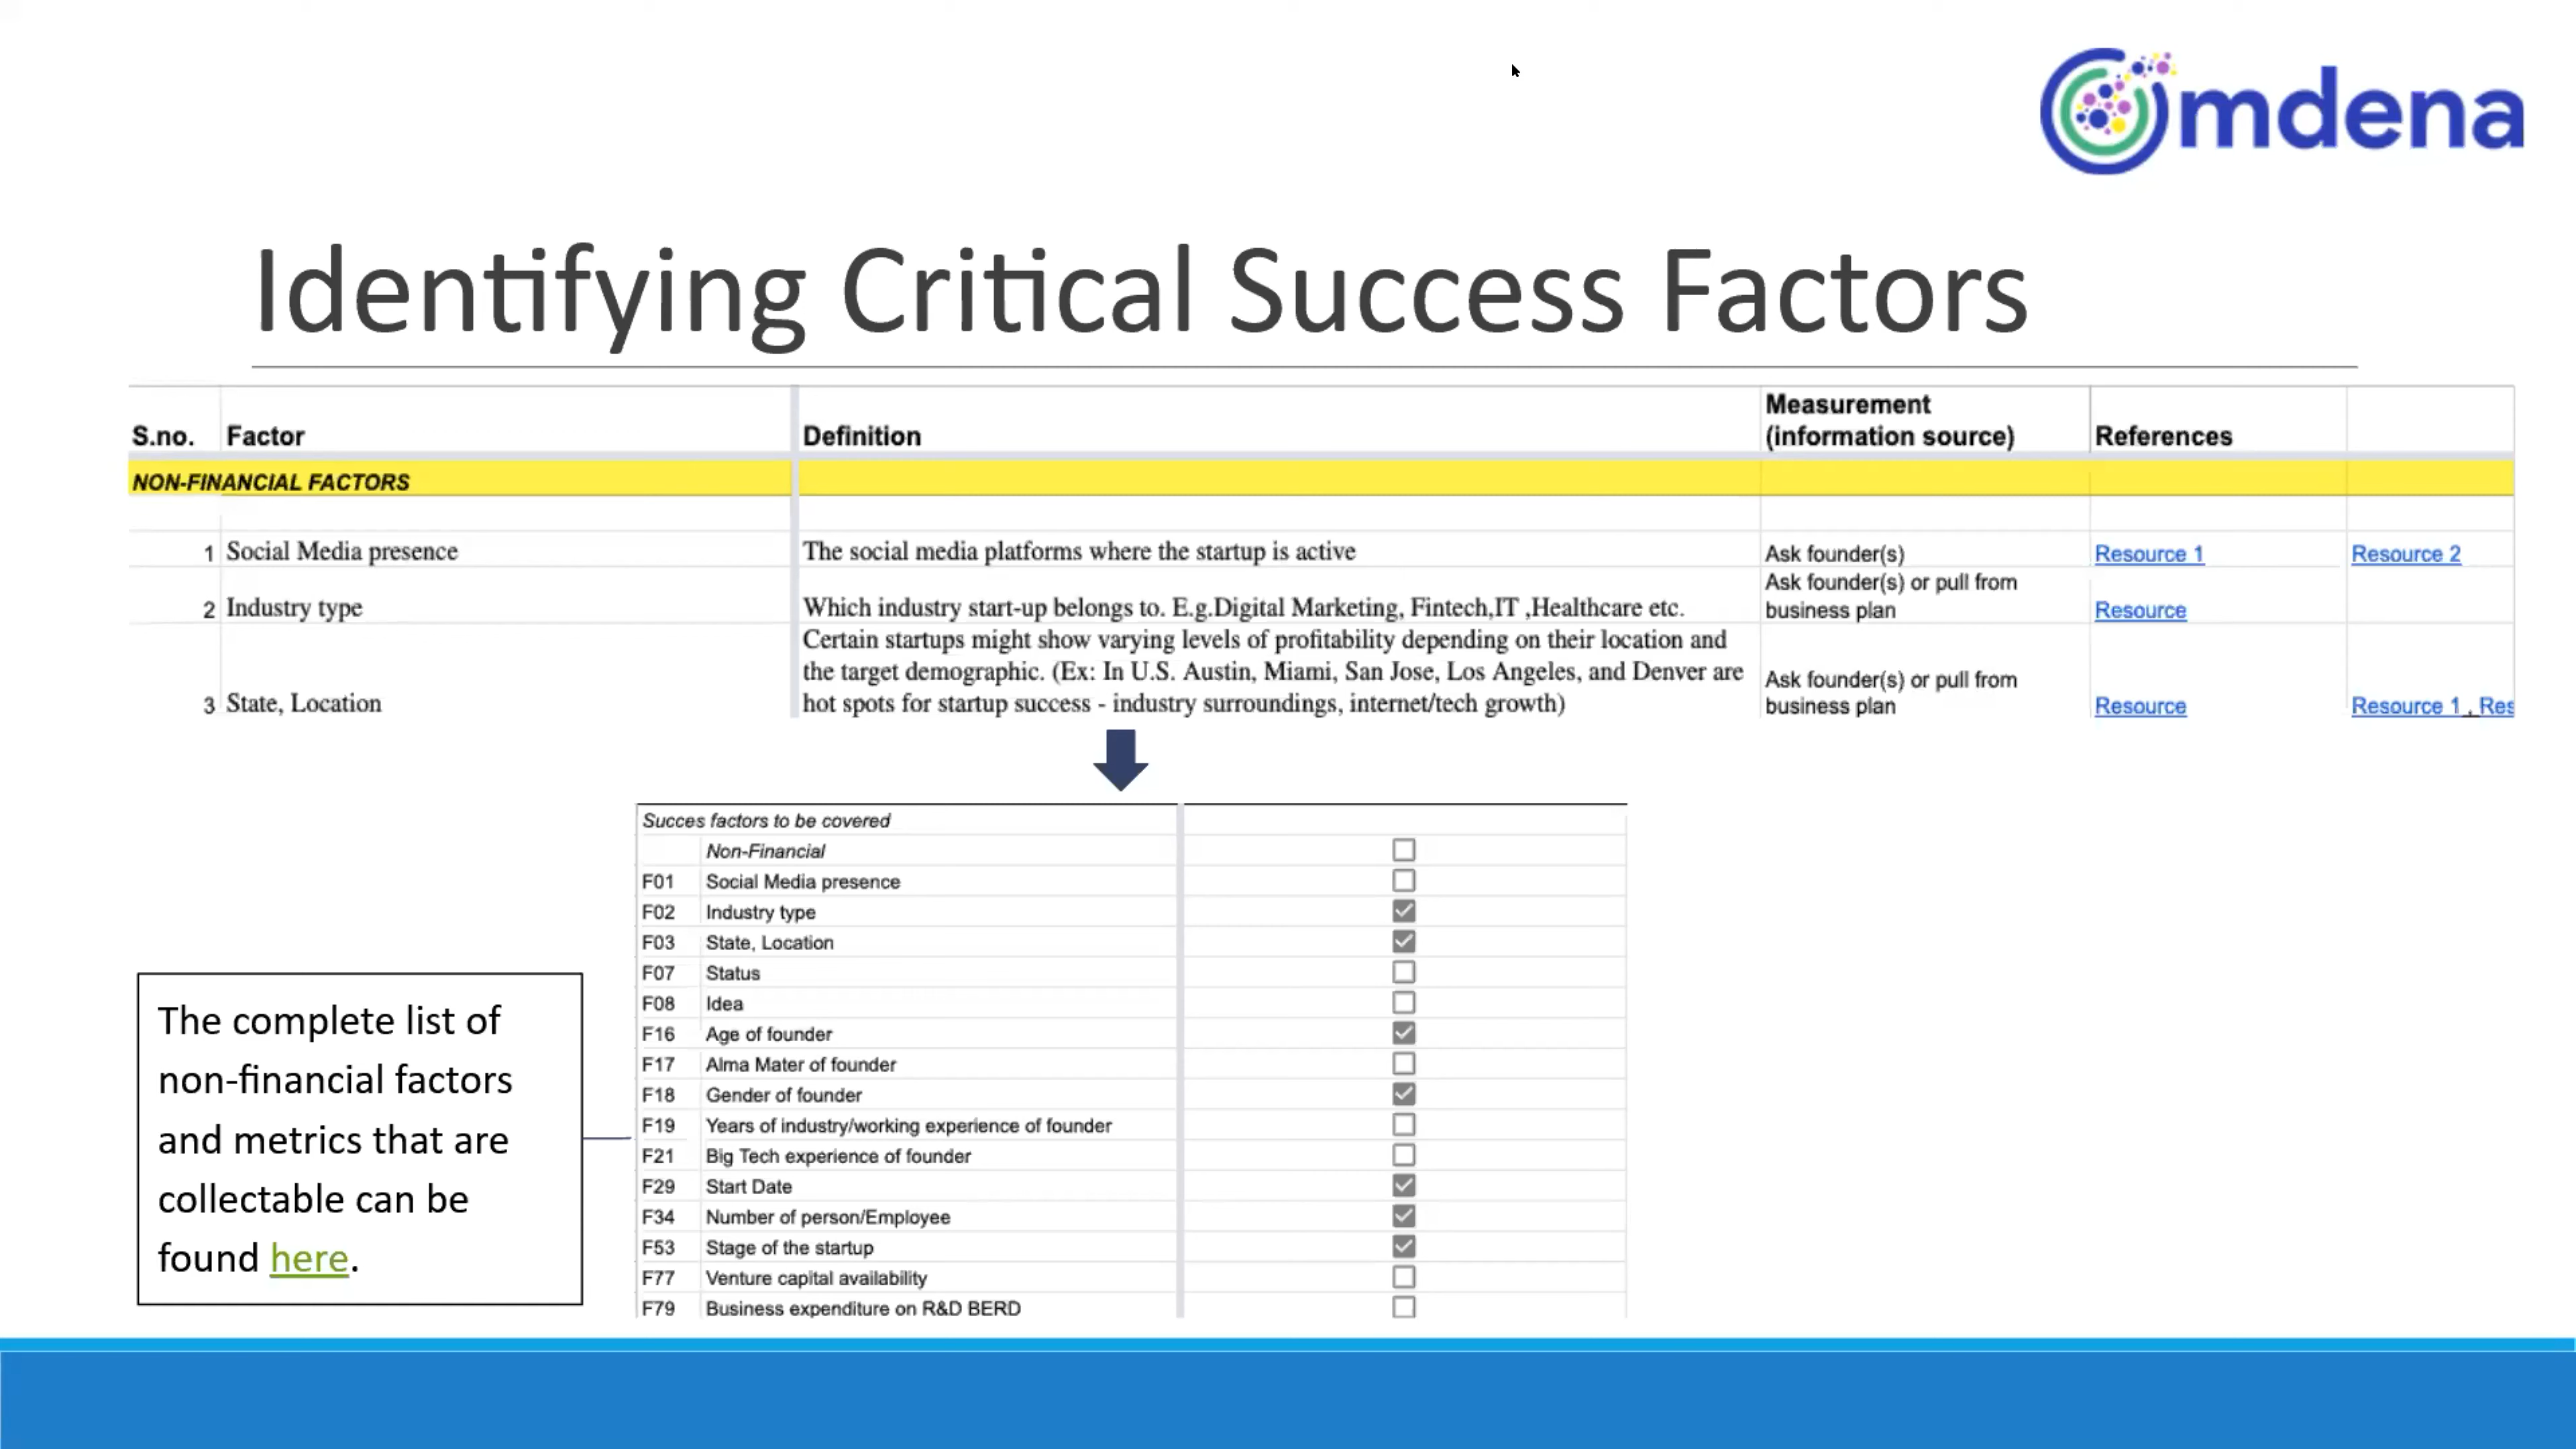 Omdena
Identifying Critical Success Factors
S.no. Factor Definition Measurement (information source) References
NON-FINANCIAL FACTORS
1 Social Media presence The social media platforms where the startup is active Ask founder(s) Resource 1 Resource 2
2 Industry type Which industry start-up belongs to. E.g.Digital Marketing, Fintech,IT ,Healthcare etc. Ask founder(s) or pull from business plan Resource
3 State, Location Certain startups might show varying levels of profitability depending on their location and
the target demographic. (Ex: In U.S. Austin, Miami, San Jose, Los Angeles, and Denver are
hot spots for startup success - industry surroundings, internet/tech growth) Ask founder(s) or pull from business plan Resource Resource 1 , Res
Succes factors to be covered
Non-Financial
F01 Social Media presence
F02 Industry type
F03 State, Location
F07 Status
F08 Idea
F16 Age of founder
F17 Alma Mater of founder
F18 Gender of founder
F19 Years of industry/working experience of founder
F21 Big Tech experience of founder
F29 Start Date
F34 Number of person/Employee
F53 Stage of the startup
F77 Venture capital availability
F79 Business expenditure on R&D BERD
The complete list of
non-financial factors
and metrics that are
collectable can be
found here.